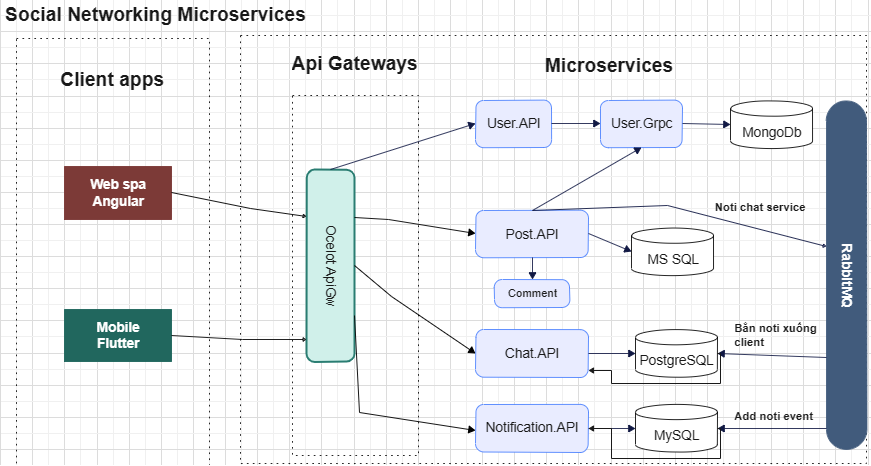 Social Networking Microservices
Client apps
Api Gateways
Microservices
Web spa
Angular
Mobile
Flutter
Ocelot ApiGw
User.API
User.Grpc
MongoDb
Noti chat service
Post.API
MS SQL
Comment
RabbitMQ
Bắn noti xuống
client
Chat.API
PostgreSQL
Add noti event
Notification.API
MySQL